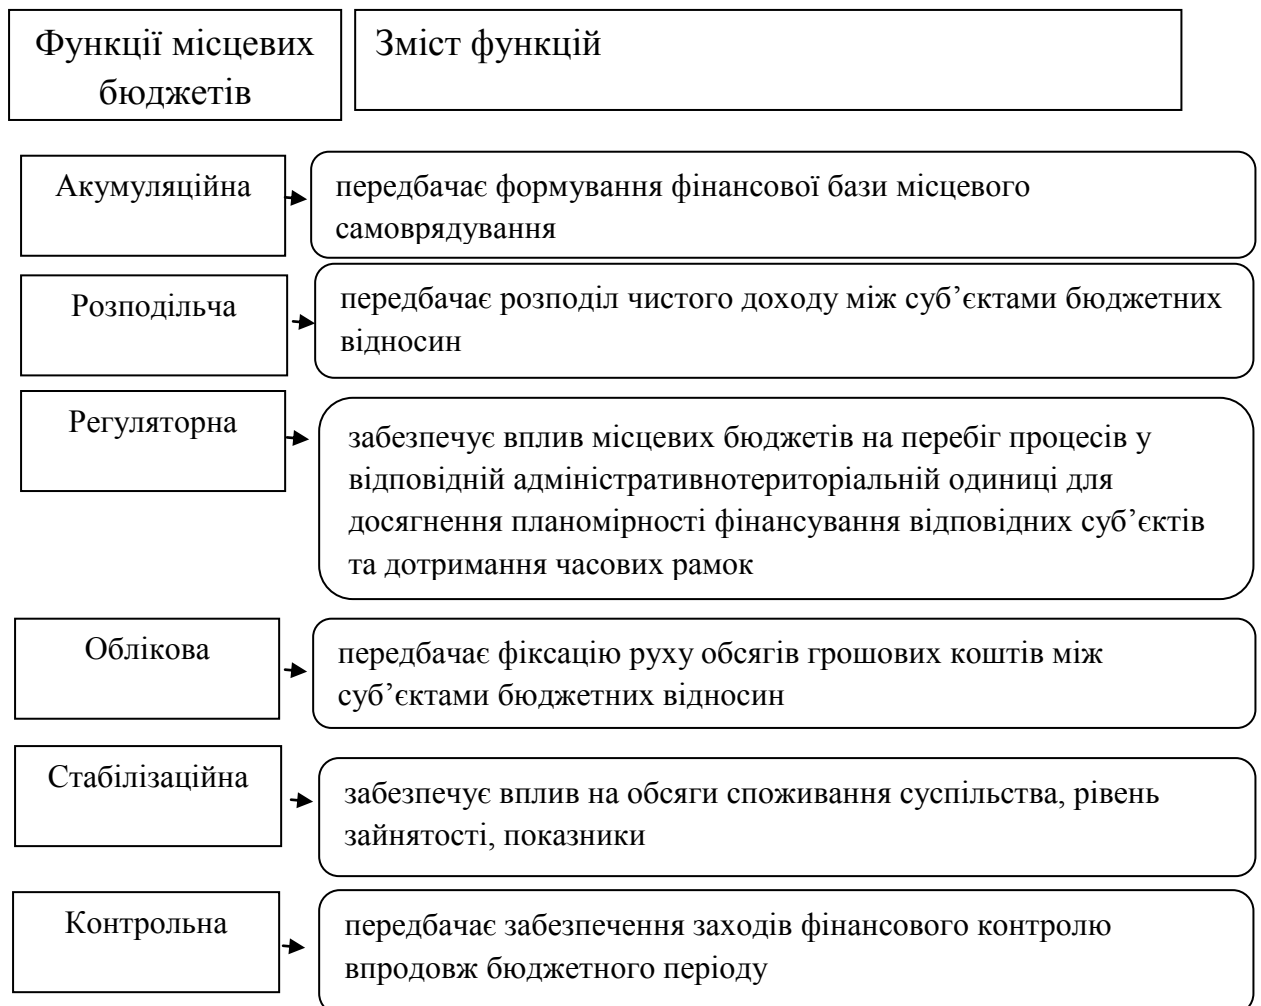 Функції місцевих
бюджетів
Зміст функцій
Акумуляційна
передбачає формування фінансової бази місцевого
самоврядування
Розподільча
передбачає розподіл чистого доходу між суб’єктами бюджетних
відносин
Регуляторна
забезпечує вплив місцевих бюджетів на перебіг процесів у
відповідній адміністративнотериторіальній одиниці для
досягнення планомірності фінансування відповідних суб’єктів
та дотримання часових рамок
Облікова
передбачає фіксацію руху обсягів грошових коштів між
суб’єктами бюджетних відносин
Стабілізаційна
забезпечує вплив на обсяги споживання суспільства, рівень
зайнятості, показники
Контрольна
передбачає забезпечення заходів фінансового контролю
впродовж бюджетного періоду